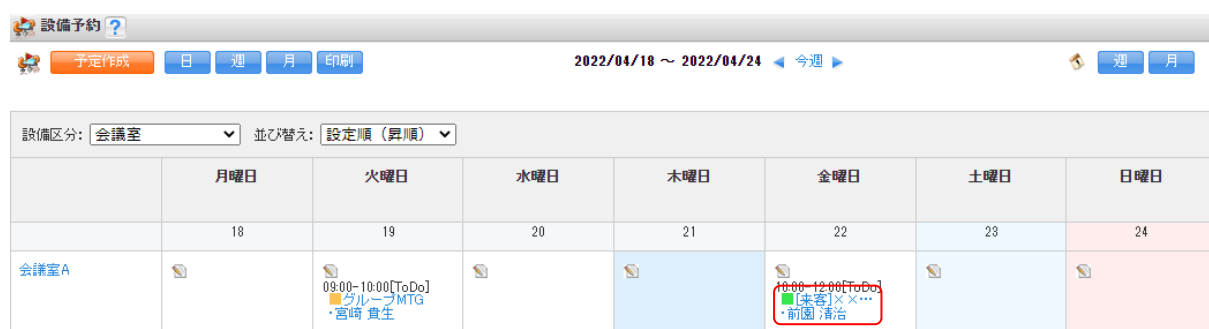 設備予約 ?
予定作成 日 週 月 印刷 2022/04/18 ～ 2022/04/24 今週 週 月
設備区分: 会議室 並び替え: 設定順（昇順）
月曜日 火曜日 水曜日 木曜日 金曜日 土曜日 日曜日
18 19 20 21 22 23 24
会議室A
09:00-10:00[ToDo]
グループMTG
・宮崎 貴生
10:00-12:00[ToDo]
[来客]××…
・前園 清治